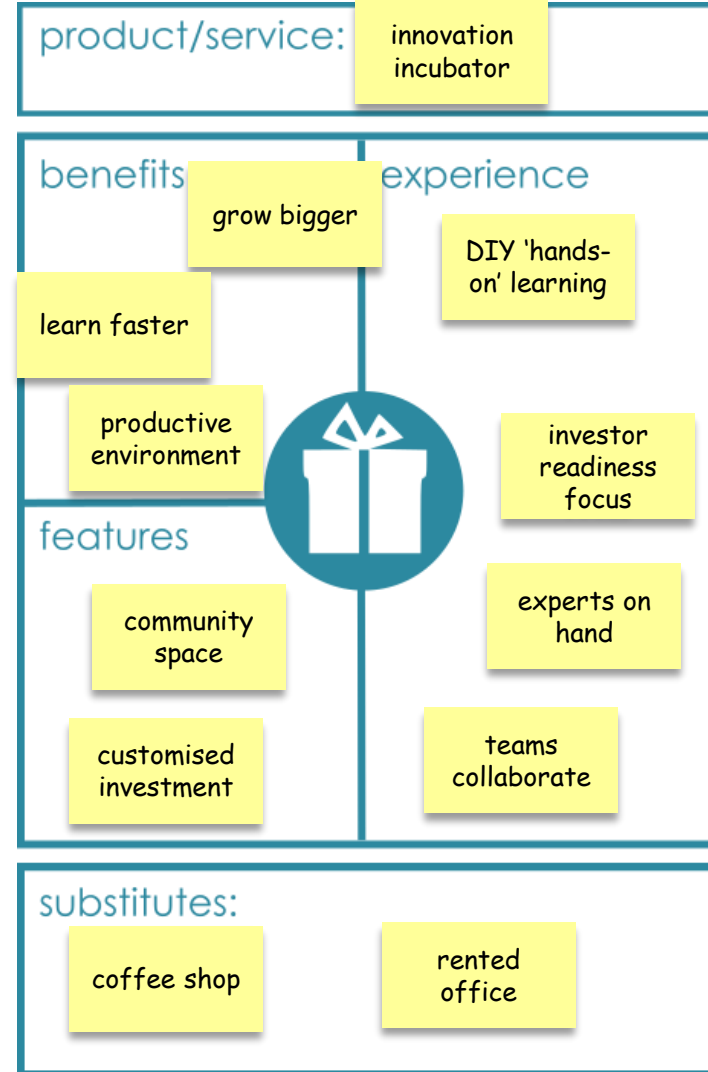 product/service:
innovation
incubator
benefits
grow bigger
learn faster
productive
environment
experience
DIY ‘hands-
on’ learning
investor
readiness
focus
experts on
hand
teams
collaborate
features
community
space
customised
investment
substitutes:
coffee shop
rented
office